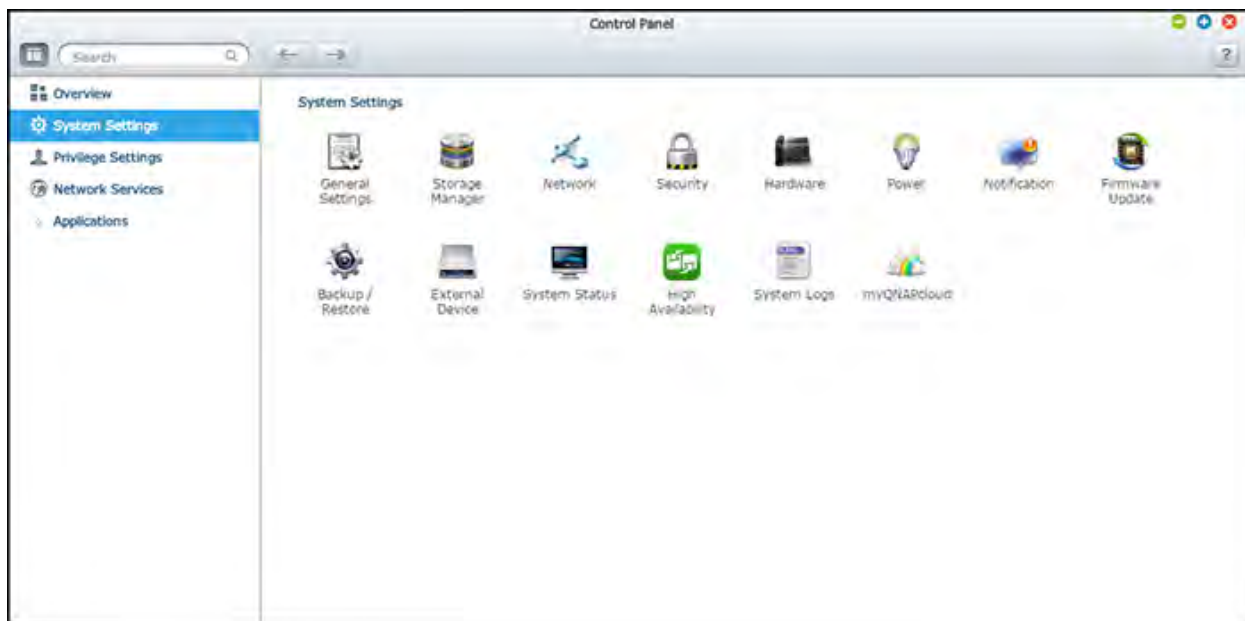 Control Panel
Search
?
Overview
System Settings
Privilege Settings
Network Services
Applications
System Settings
General Settings
Storage Manager
Network
Security
Hardware
Power
Notification
Firmware Update
Backup / Restore
External Device
System Status
High Availability
System Logs
myQNAPcloud